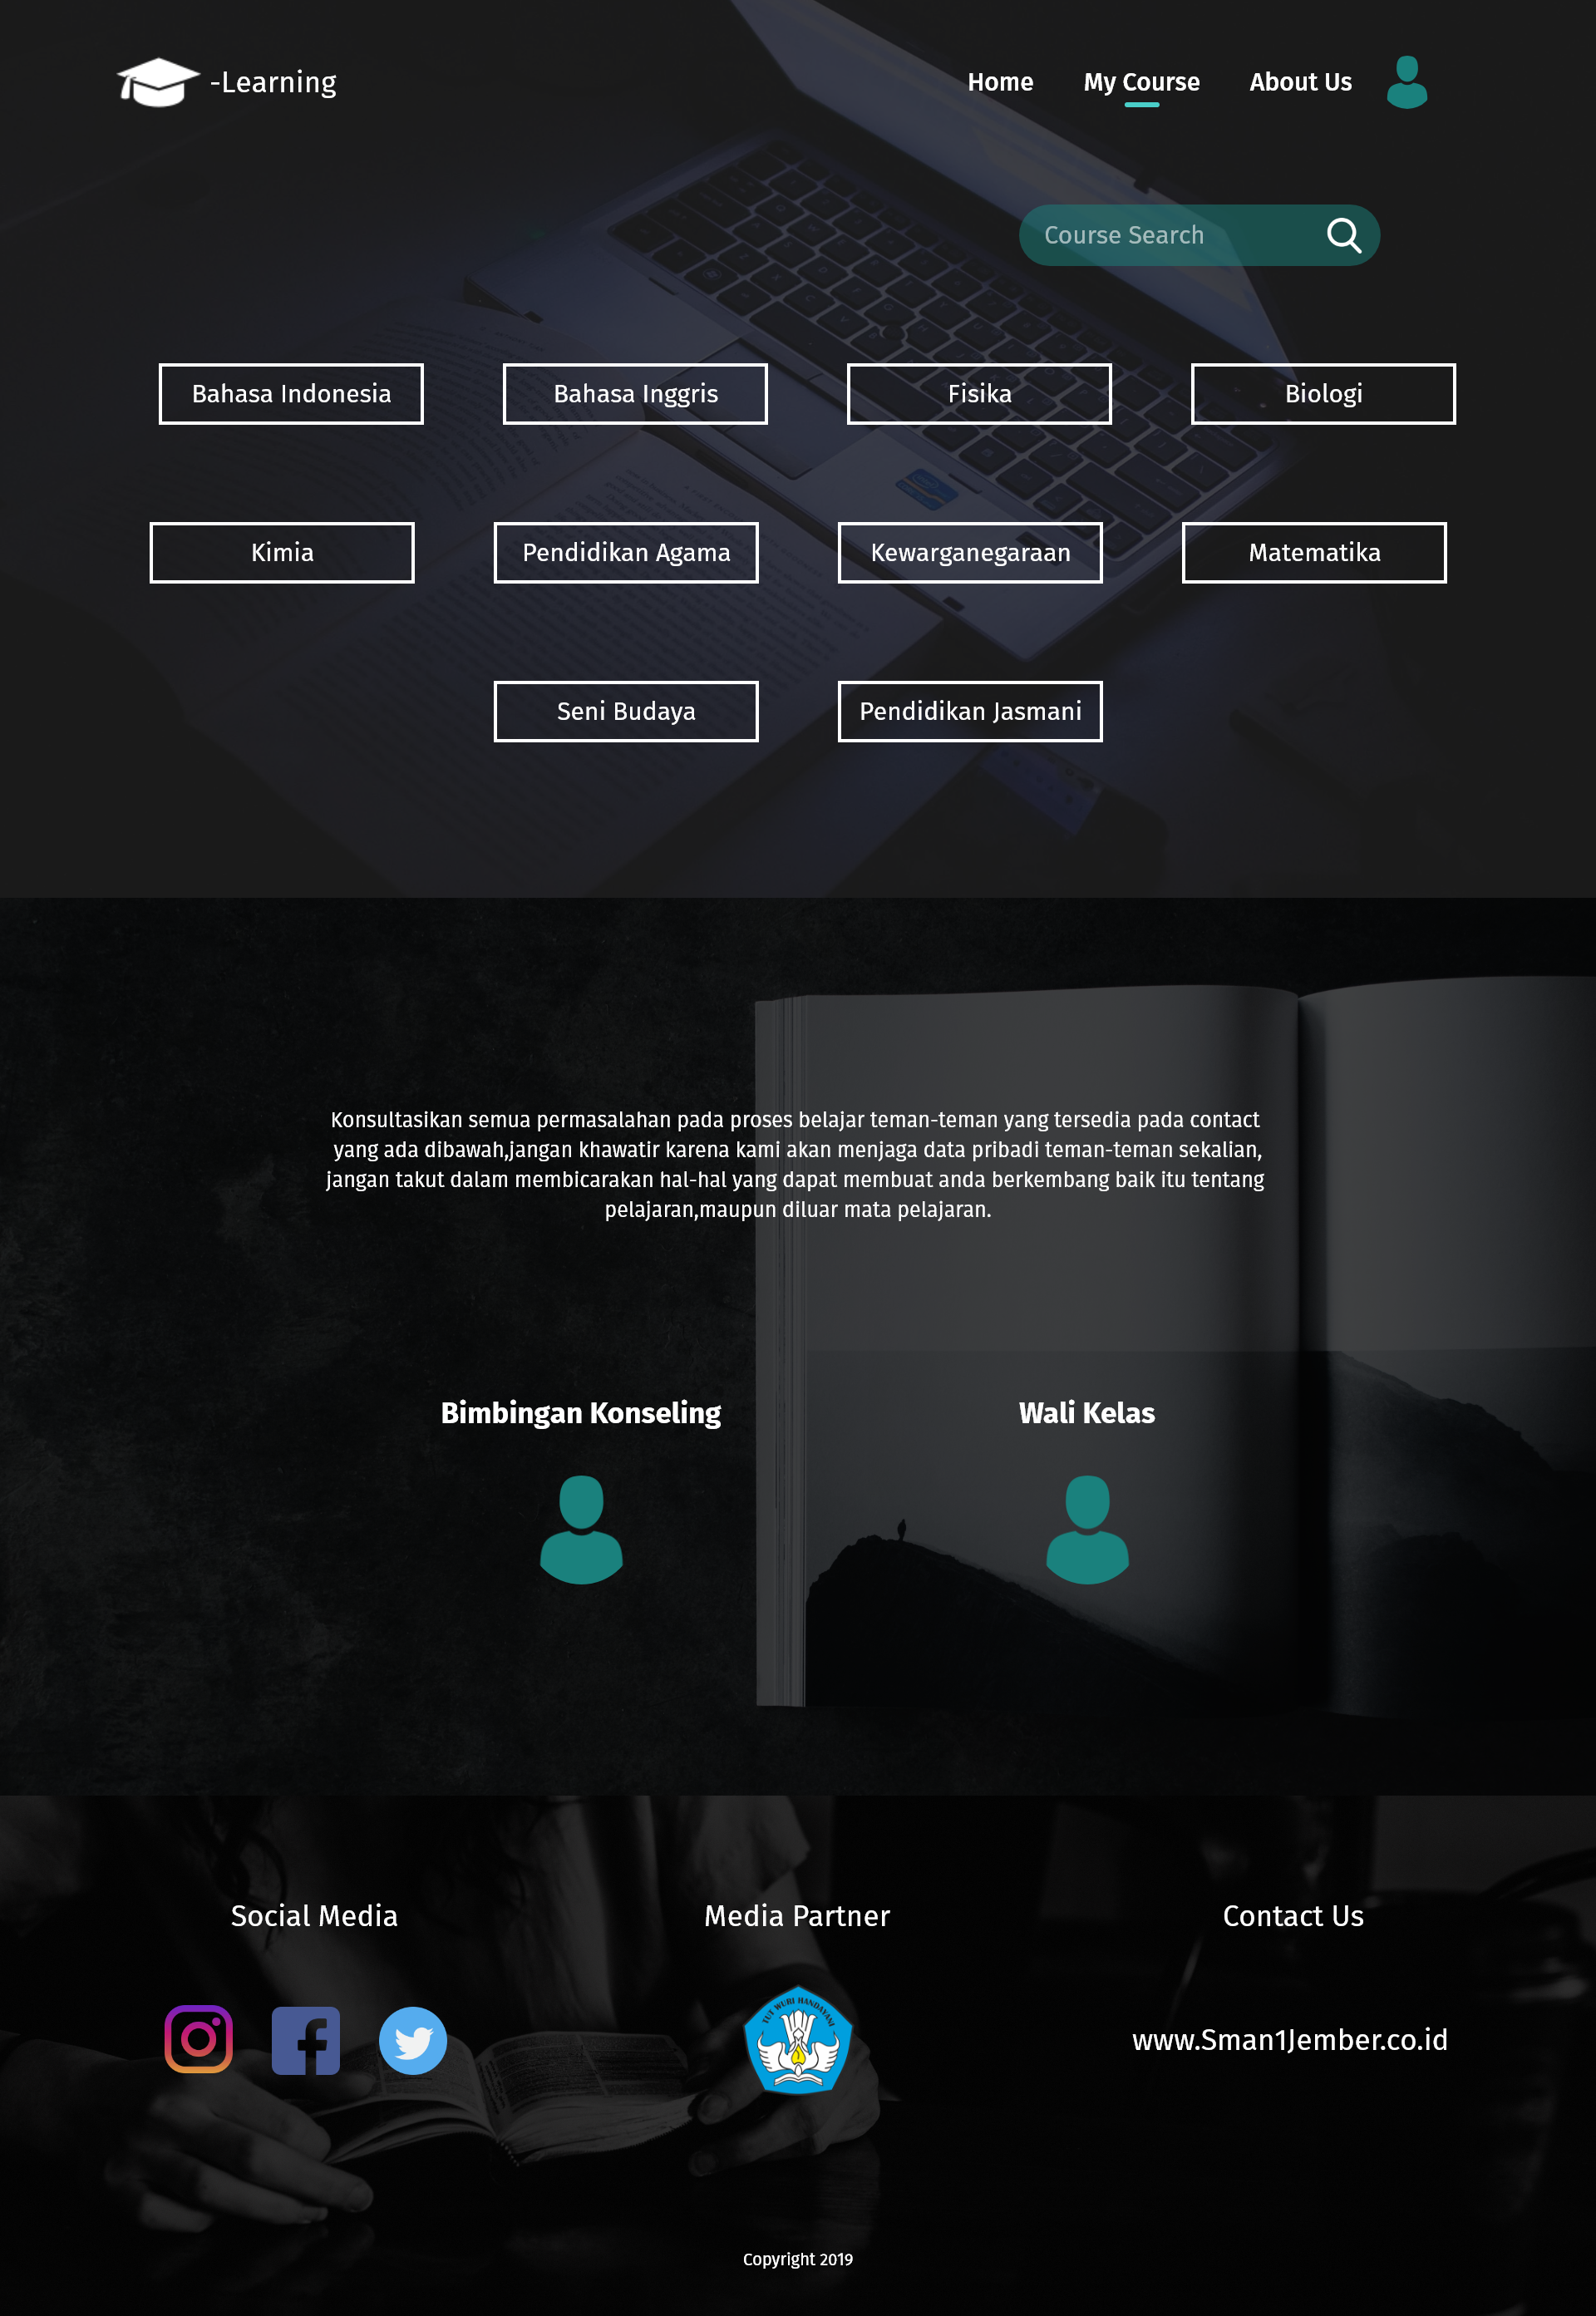 -Learning
Home
My Course
About Us
Course Search
Bahasa Indonesia
Bahasa Inggris
Fisika
Biologi
Kimia
Pendidikan Agama
Kewarganegaraan
Matematika
Seni Budaya
Pendidikan Jasmani
Konsultasikan semua permasalahan pada proses belajar teman-teman yang tersedia pada contact
yang ada dibawah,jangan khawatir karena kami akan menjaga data pribadi teman-teman sekalian,
jangan takut dalam membicarakan hal-hal yang dapat membuat anda berkembang baik itu tentang
pelajaran,maupun diluar mata pelajaran.
Bimbingan Konseling
Wali Kelas
Social Media
Media Partner
Contact Us
TUT WURI HANDAYANI
www.Sman1Jember.co.id
Copyright 2019